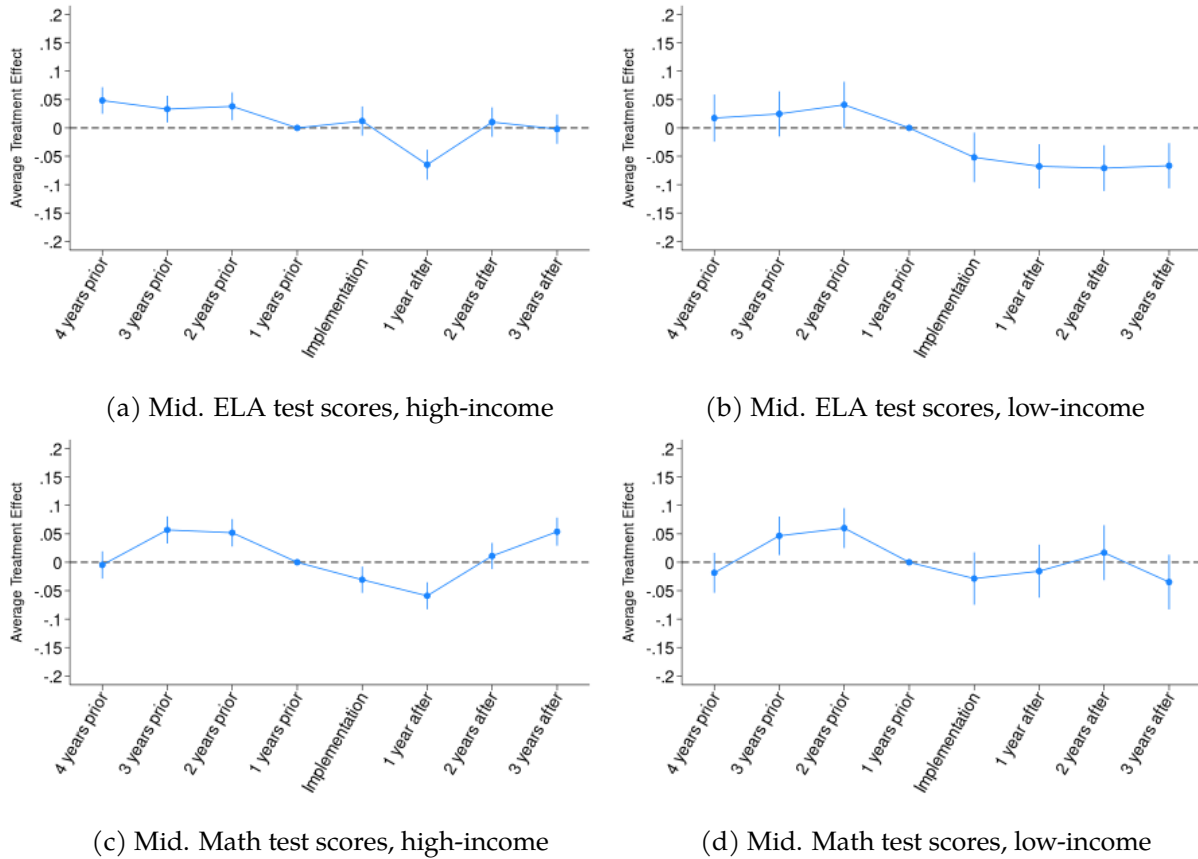 Average Treatment Effect
.2
.15
.1
.05
0
-.05
-.1
-.15
-.2
4 years prior
3 years prior
2 years prior
1 years prior
Implementation
1 year after
2 years after
3 years after
(a) Mid. ELA test scores, high-income
Average Treatment Effect
.2
.15
.1
.05
0
-.05
-.1
-.15
-.2
4 years prior
3 years prior
2 years prior
1 years prior
Implementation
1 year after
2 years after
3 years after
(b) Mid. ELA test scores, low-income
Average Treatment Effect
.2
.15
.1
.05
0
-.05
-.1
-.15
-.2
4 years prior
3 years prior
2 years prior
1 years prior
Implementation
1 year after
2 years after
3 years after
(c) Mid. Math test scores, high-income
Average Treatment Effect
.2
.15
.1
.05
0
-.05
-.1
-.15
-.2
4 years prior
3 years prior
2 years prior
1 years prior
Implementation
1 year after
2 years after
3 years after
(d) Mid. Math test scores, low-income